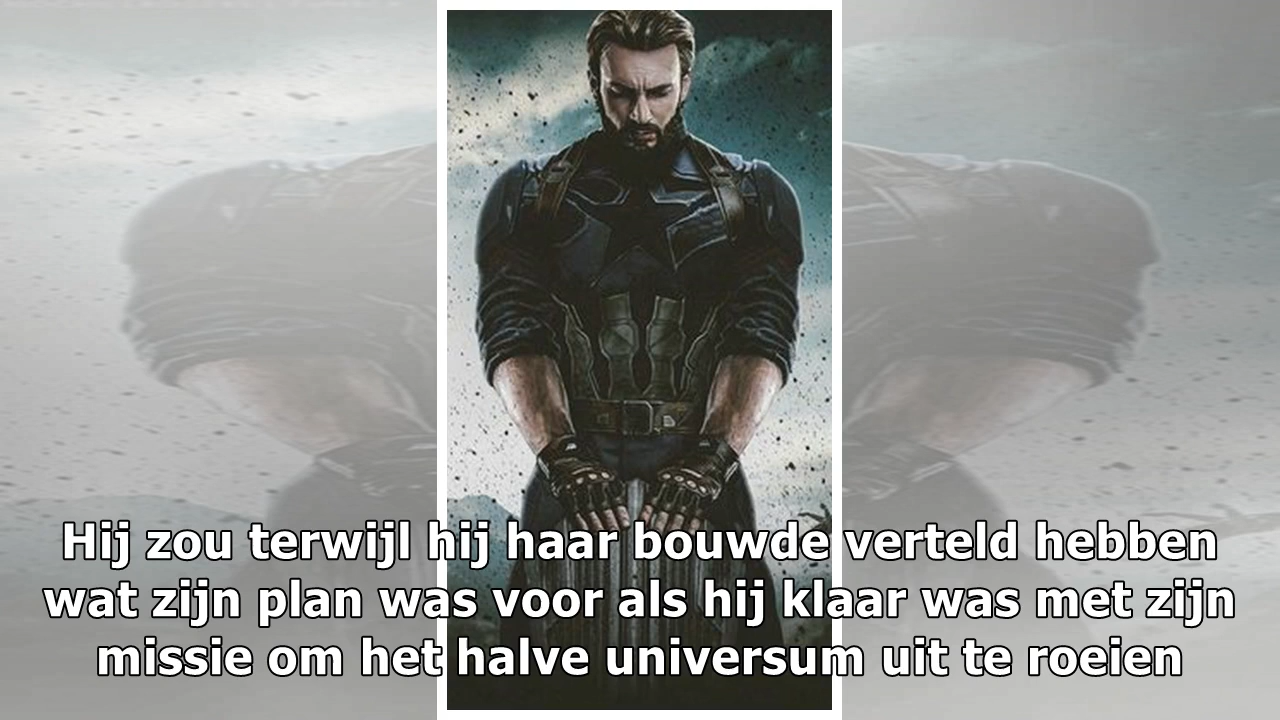 Hij zou terwijl hij haar bouwde verteld hebben
wat zijn plan was voor als hij klaar was met zijn
missie om het halve universum uit te roeien